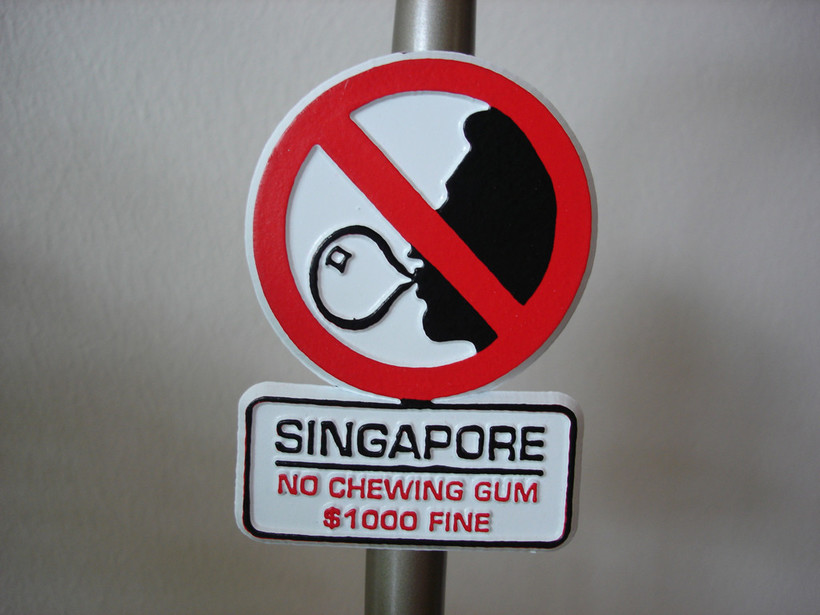 SINGAPORE
NO CHEWING GUM
$1000 FINE